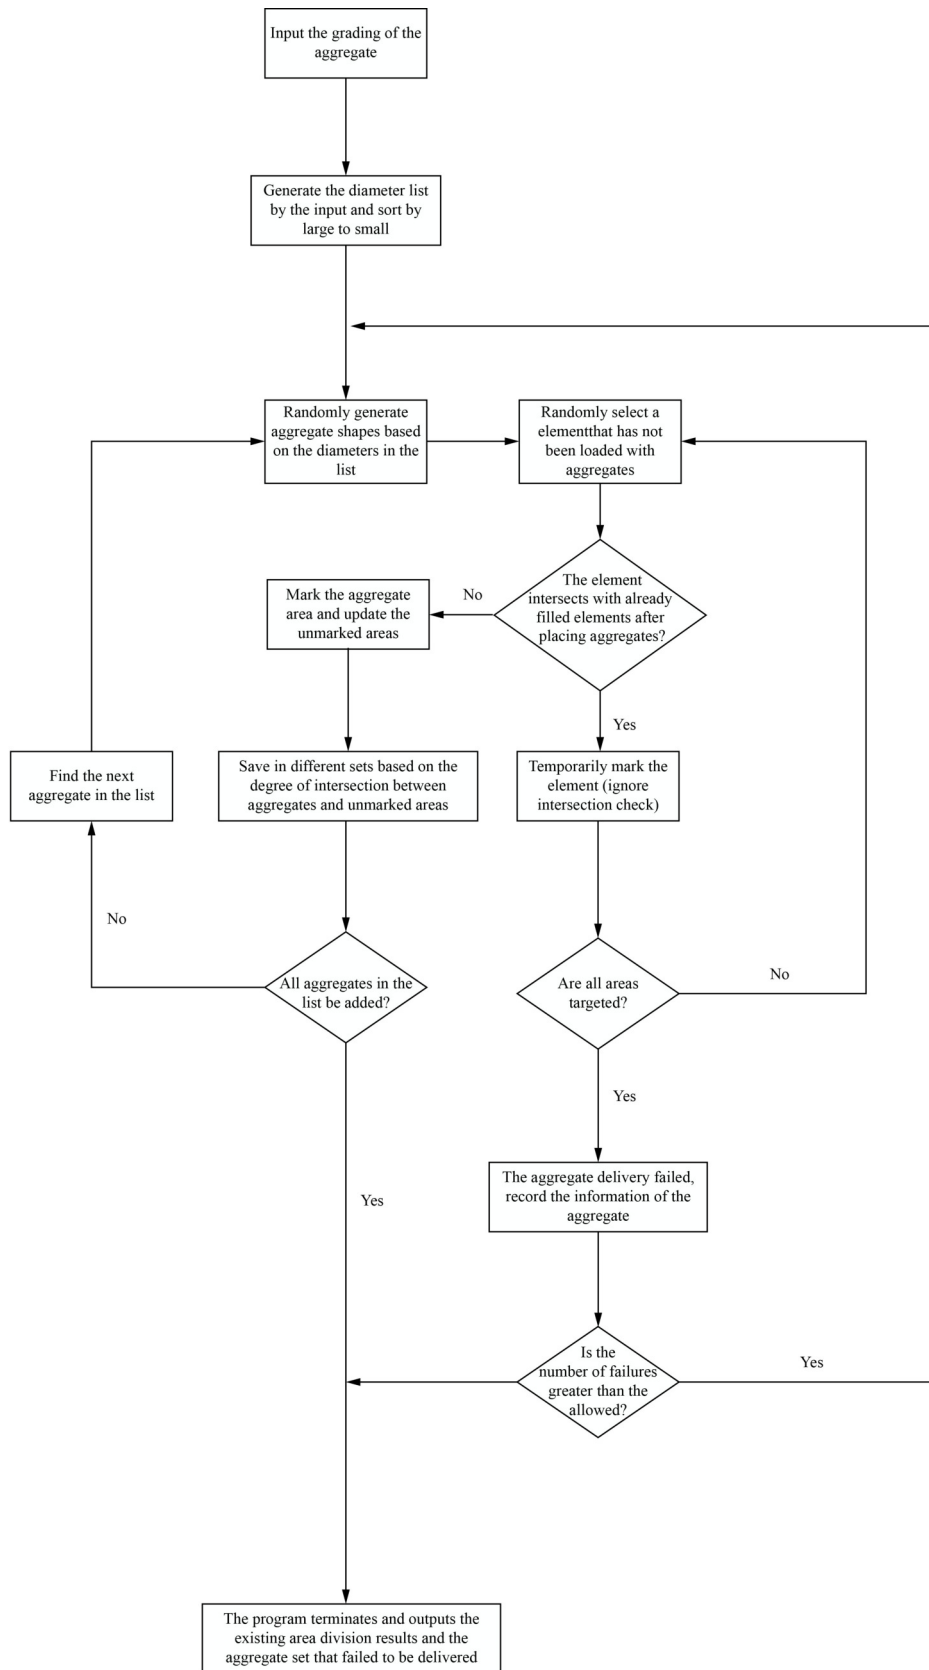 Input the grading of the
aggregate
Generate the diameter list
by the input and sort by
large to small
Randomly generate
aggregate shapes based
on the diameters in the
list
Randomly select a
elementthat has not
been loaded with
aggregates
The element
intersects with already
filled elements after
placing aggregates?
No
Mark the aggregate
area and update the
unmarked areas
Yes
Find the next
aggregate in the list
Save in different sets based on the
degree of intersection between
aggregates and unmarked areas
Temporarily mark the
element (ignore
intersection check)
No
All aggregates in the
list be added?
Are all areas
targeted?
No
Yes
Yes
The aggregate delivery failed,
record the information of the
aggregate
Is the
number of failures
greater than the
allowed?
Yes
The program terminates and outputs the
existing area division results and the
aggregate set that failed to be delivered